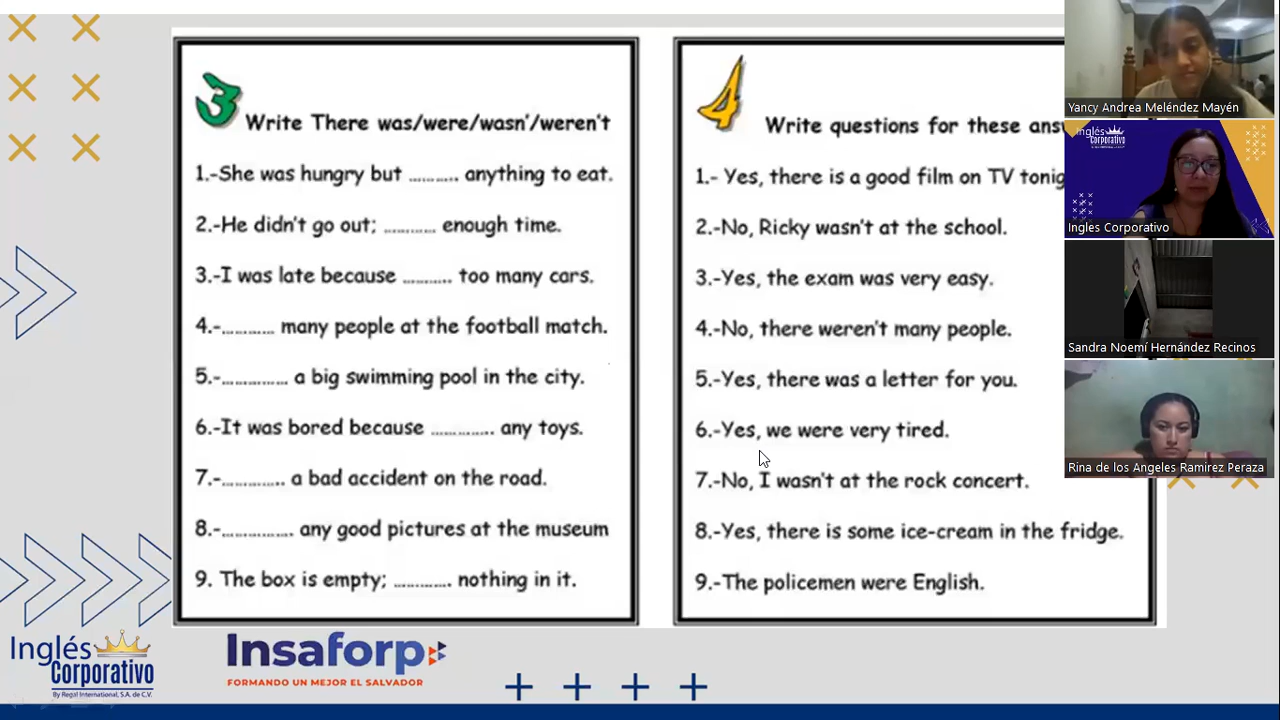 3
Write There was/were/wasn'/weren't
1.-She was hungry but ........... anything to eat.
2.-He didn't go out; ........... enough time.
3.-I was late because ........... too many cars.
4.-........... many people at the football match.
5.-.............. a big swimming pool in the city.
6.-It was bored because .............. any toys.
7.-.............. a bad accident on the road.
8.-............... any good pictures at the museum
9. The box is empty; ............. nothing in it.
4
Write questions for these
1.- Yes, there is a good film on TV
2.-No, Ricky wasn't at the school.
3.-Yes, the exam was very easy.
4.-No, there weren't many people.
5.-Yes, there was a letter for you.
6.-Yes, we were very tired.
7.-No, I wasn't at the rock concert.
8.-Yes, there is some ice-cream in the fridge.
9.-The policemen were English.
Yancy Andrea Meléndez Mayén
Inglés
Corporativo
Ingles Corporativo
Sandra Noemí Hernández Recinos
Rina de los Angeles Ramirez Peraza
Inglés
Corporativo
By Regal International, S.A. de C.V.
Insaforp
FORMANDO UN MEJOR EL SALVADOR